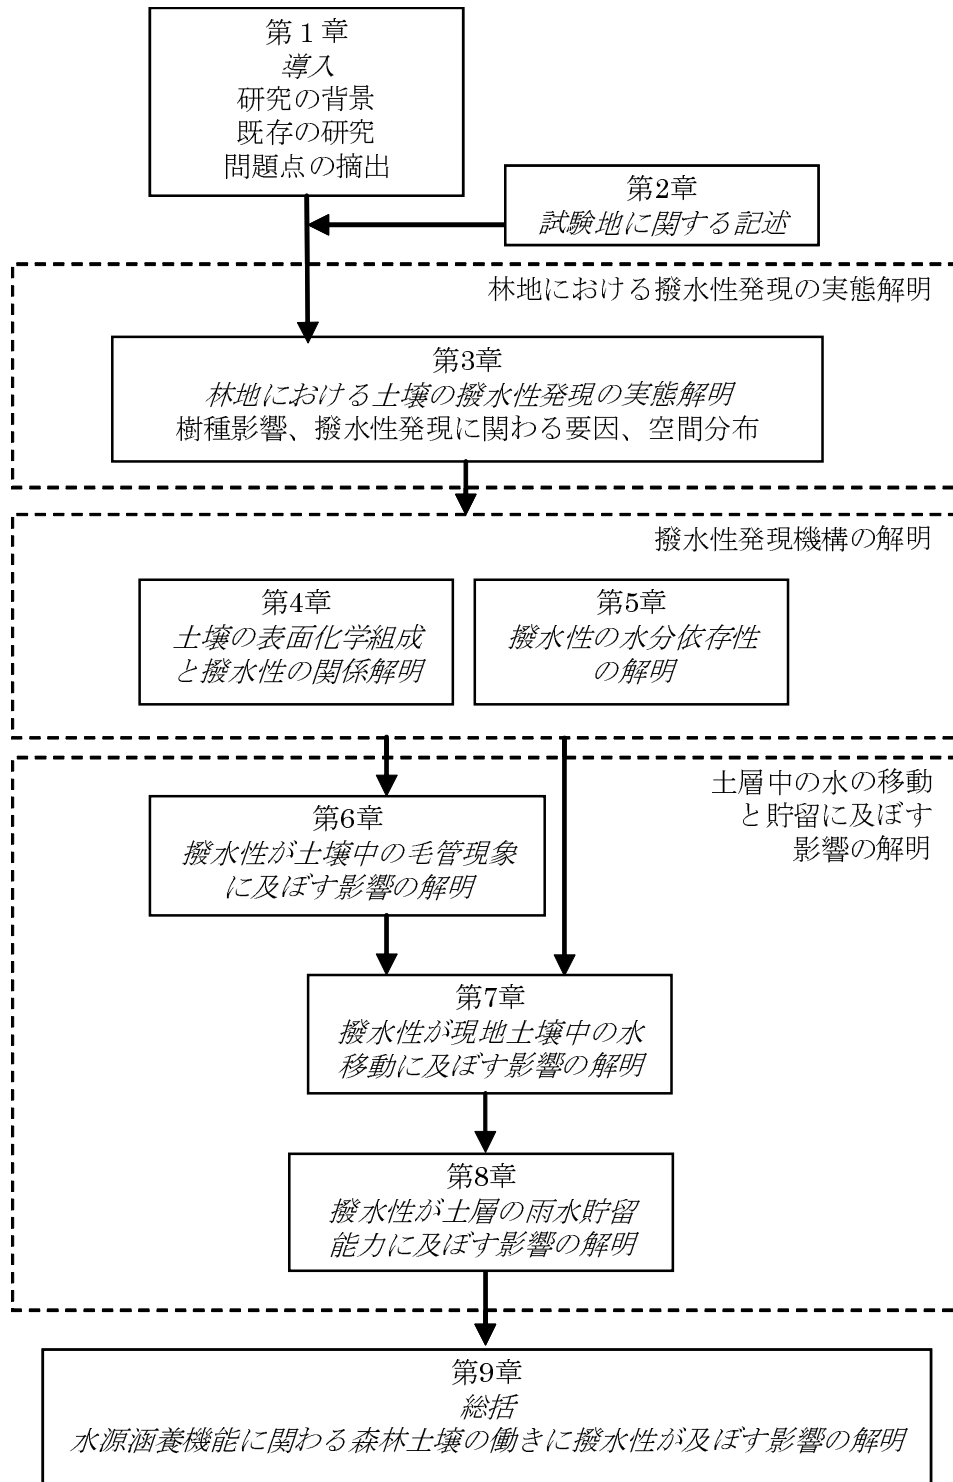 第１章
導入
研究の背景
既存の研究
問題点の摘出
第2章
試験地に関する記述
林地における撥水性発現の実態解明
第3章
林地における土壌の撥水性発現の実態解明
樹種影響、撥水性発現に関わる要因、空間分布
撥水性発現機構の解明
第4章
土壌の表面化学組成
と撥水性の関係解明
第5章
撥水性の水分依存性
の解明
土層中の水の移動
と貯留に及ぼす
影響の解明
第6章
撥水性が土壌中の毛管現象
に及ぼす影響の解明
第7章
撥水性が現地土壌中の水
移動に及ぼす影響の解明
第8章
撥水性が土層の雨水貯留
能力に及ぼす影響の解明
第9章
総括
水源涵養機能に関わる森林土壌の働きに撥水性が及ぼす影響の解明